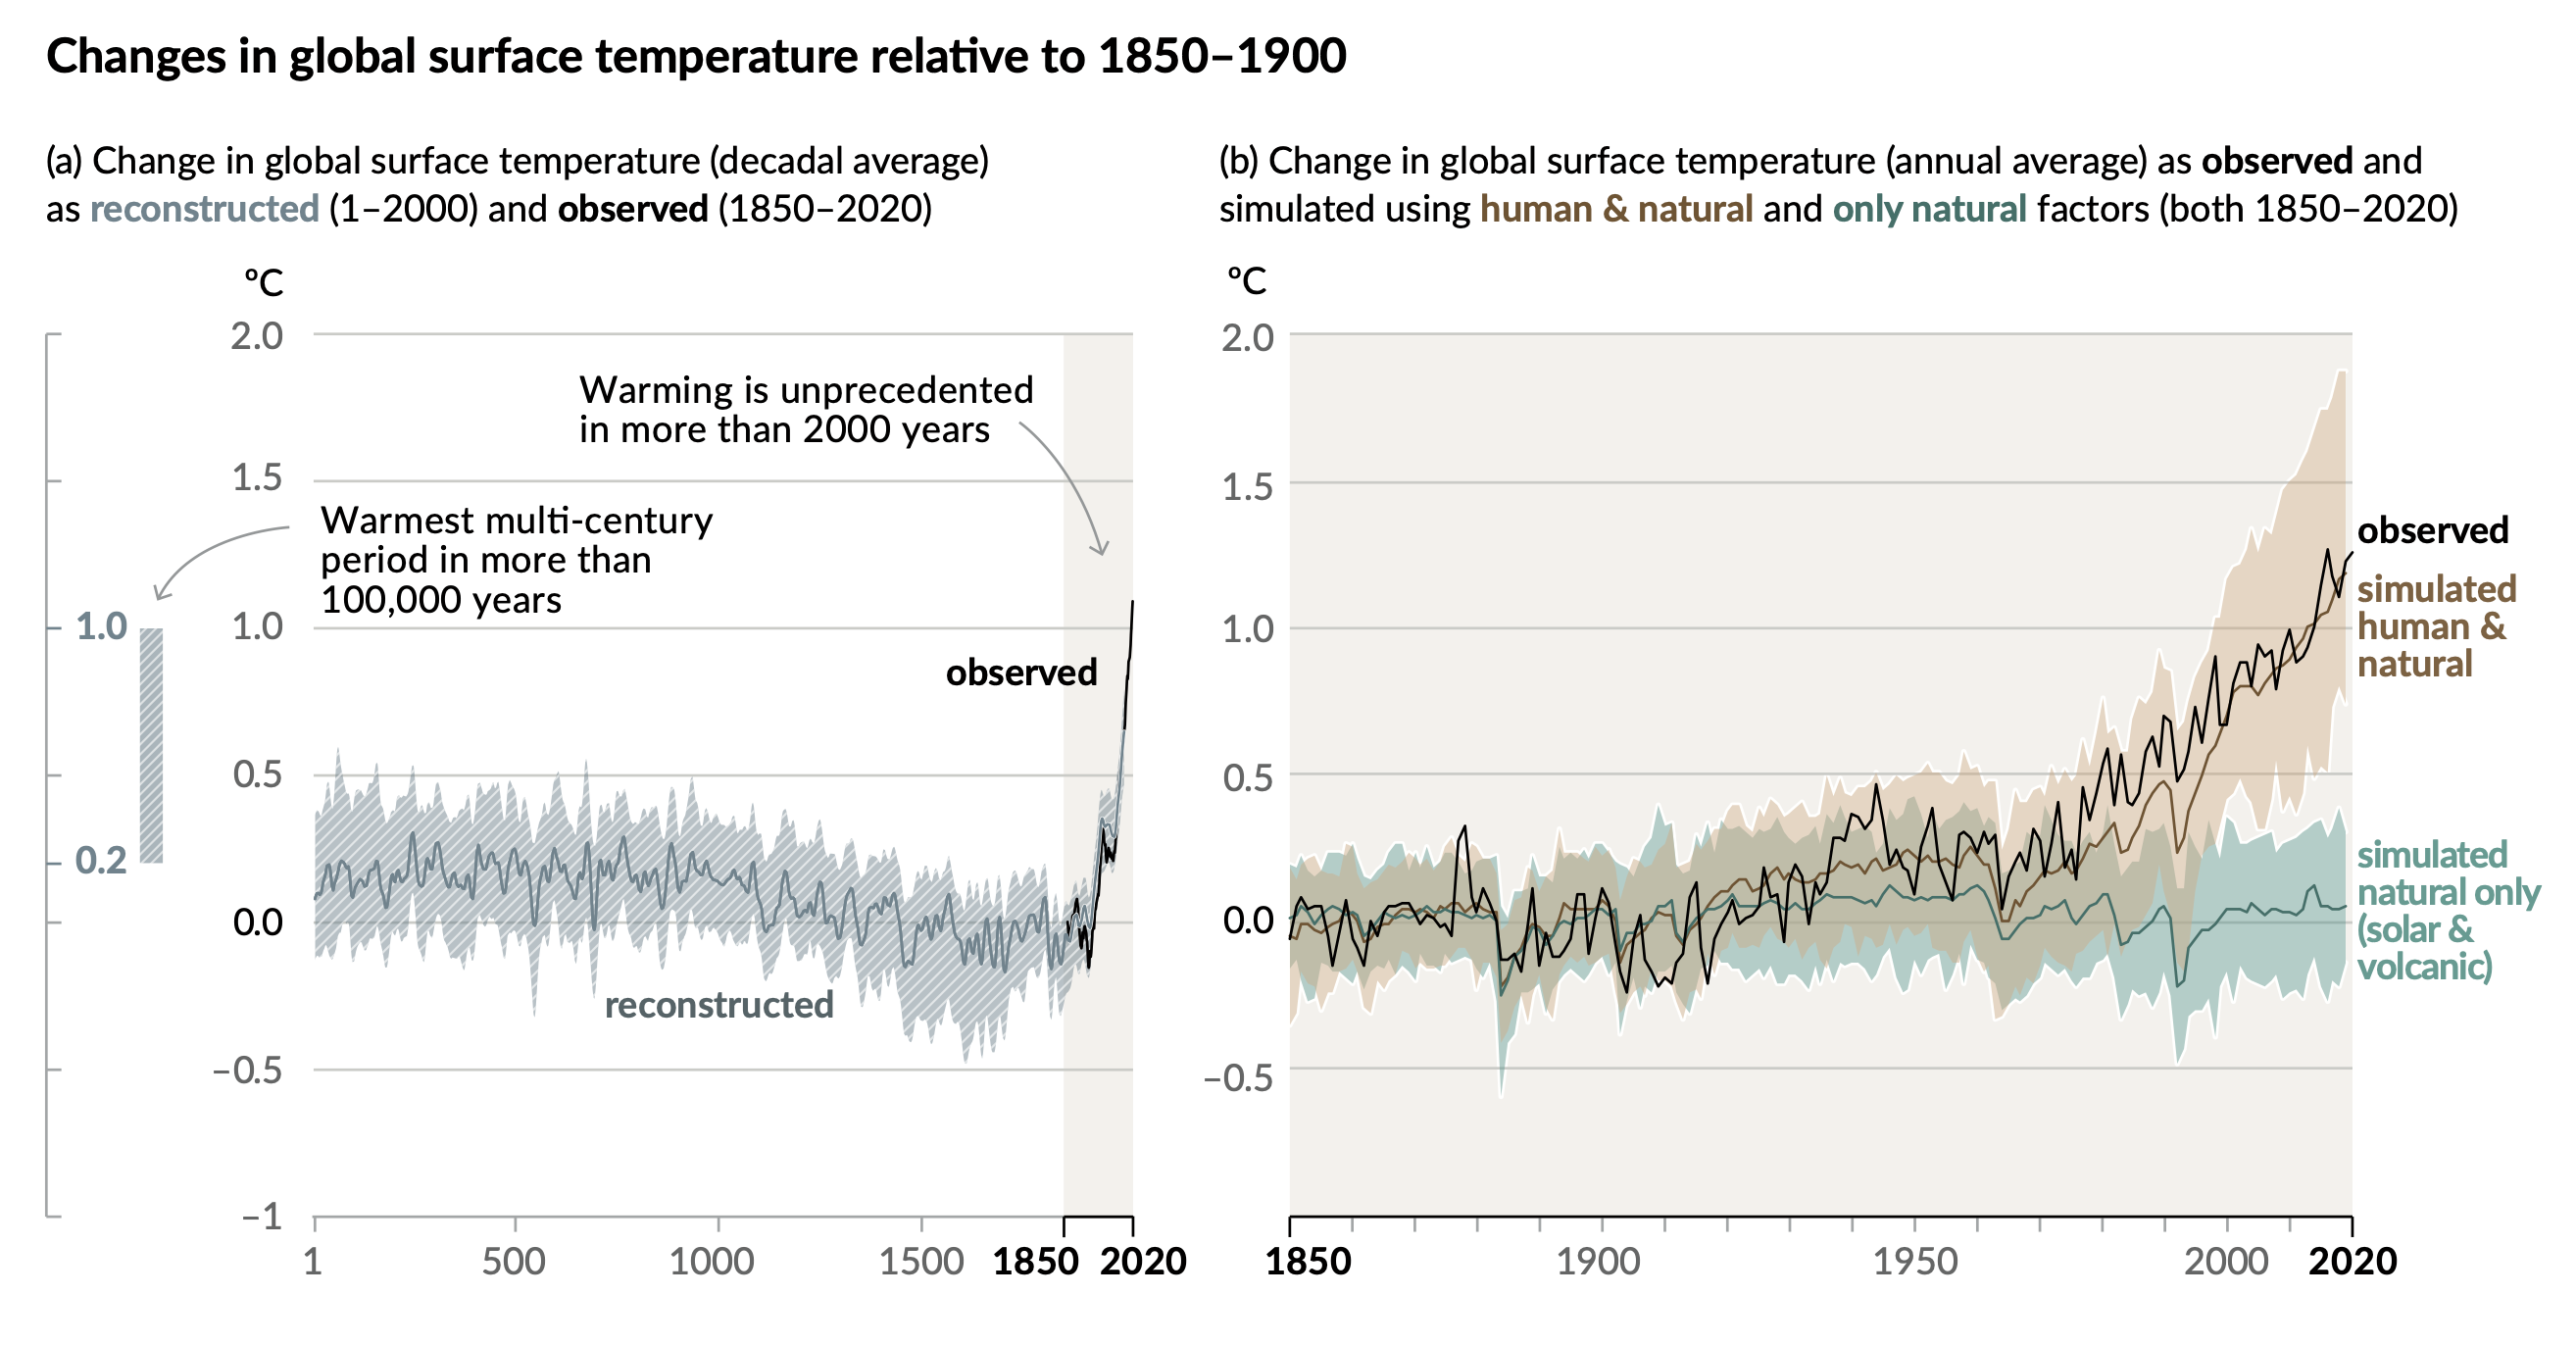 Changes in global surface temperature relative to 1850–1900
(a) Change in global surface temperature (decadal average)
as reconstructed (1–2000) and observed (1850–2020)
ºC
2.0
1.5
1.0
0.5
0.0
–0.5
–1
1.0
0.2
Warming is unprecedented
in more than 2000 years
Warmest multi-century
period in more than
100,000 years
observed
reconstructed
1
500
1000
1500
1850
2020
(b) Change in global surface temperature (annual average) as observed and
simulated using human & natural and only natural factors (both 1850–2020)
ºC
2.0
1.5
1.0
0.5
0.0
–0.5
observed
simulated
human &
natural
simulated
natural only
(solar &
volcanic)
1850
1900
1950
2000
2020